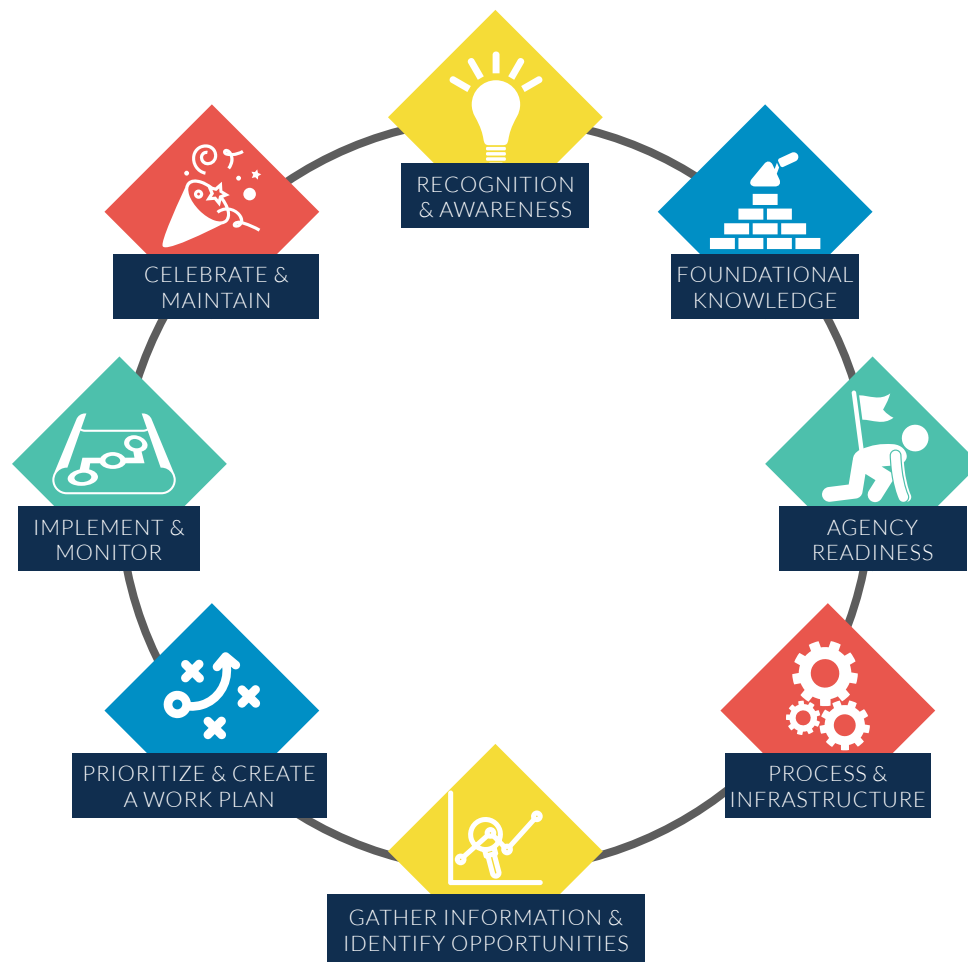 RECOGNITION
& AWARENESS
FOUNDATIONAL
KNOWLEDGE
AGENCY
READINESS
PROCESS &
INFRASTRUCTURE
GATHER INFORMATION &
IDENTIFY OPPORTUNITIES
PRIORITIZE & CREATE
A WORK PLAN
IMPLEMENT &
MONITOR
CELEBRATE &
MAINTAIN